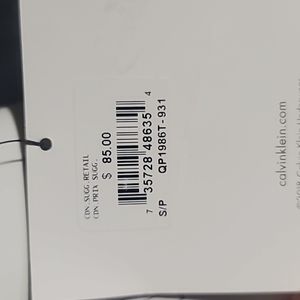 CDN.SUGG.RETAIL
CDN.PRIX SUGG.
$ 85.00
7 35728 48635 4
S/P QP1986T-931
calvinklein.com